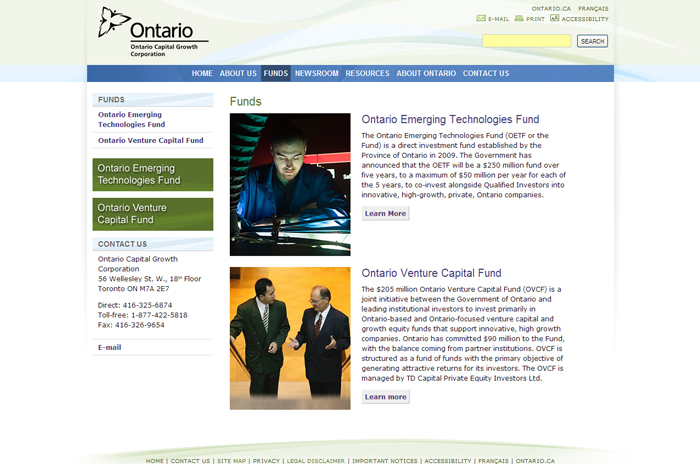 ONTARIO.CA FRANÇAIS
E-MAIL PRINT ACCESSIBILITY
SEARCH
Ontario
Ontario Capital Growth
Corporation
HOME ABOUT US FUNDS NEWSROOM RESOURCES ABOUT ONTARIO CONTACT US
FUNDS
Ontario Emerging
Technologies Fund
Ontario Venture Capital Fund
Ontario Emerging
Technologies Fund
Ontario Venture
Capital Fund
CONTACT US
Ontario Capital Growth
Corporation
56 Wellesley St. W., 18th Floor
Toronto ON M7A 2E7
Direct: 416-325-6874
Toll-free: 1-877-422-5818
Fax: 416-326-9654
E-mail
Funds
Ontario Emerging Technologies Fund
The Ontario Emerging Technologies Fund (OETF or the
Fund) is a direct investment fund established by the
Province of Ontario in 2009. The Government has
announced that the OETF will be a $250 million fund over
five years, to a maximum of $50 million per year for each of
the 5 years, to co-invest alongside Qualified Investors into
innovative, high-growth, private, Ontario companies.
Learn More
Ontario Venture Capital Fund
The $205 million Ontario Venture Capital Fund (OVCF) is a
joint initiative between the Government of Ontario and
leading institutional investors to invest primarily in
Ontario-based and Ontario-focused venture capital and
growth equity funds that support innovative, high growth
companies. Ontario has committed $90 million to the Fund,
with the balance coming from partner institutions. OVCF is
structured as a fund of funds with the primary objective of
generating attractive returns for its investors. The OVCF is
managed by TD Capital Private Equity Investors Ltd.
Learn more
HOME | CONTACT US | SITE MAP | PRIVACY | LEGAL DISCLAIMER | IMPORTANT NOTICES | ACCESSIBILITY | FRANÇAIS | ONTARIO.CA